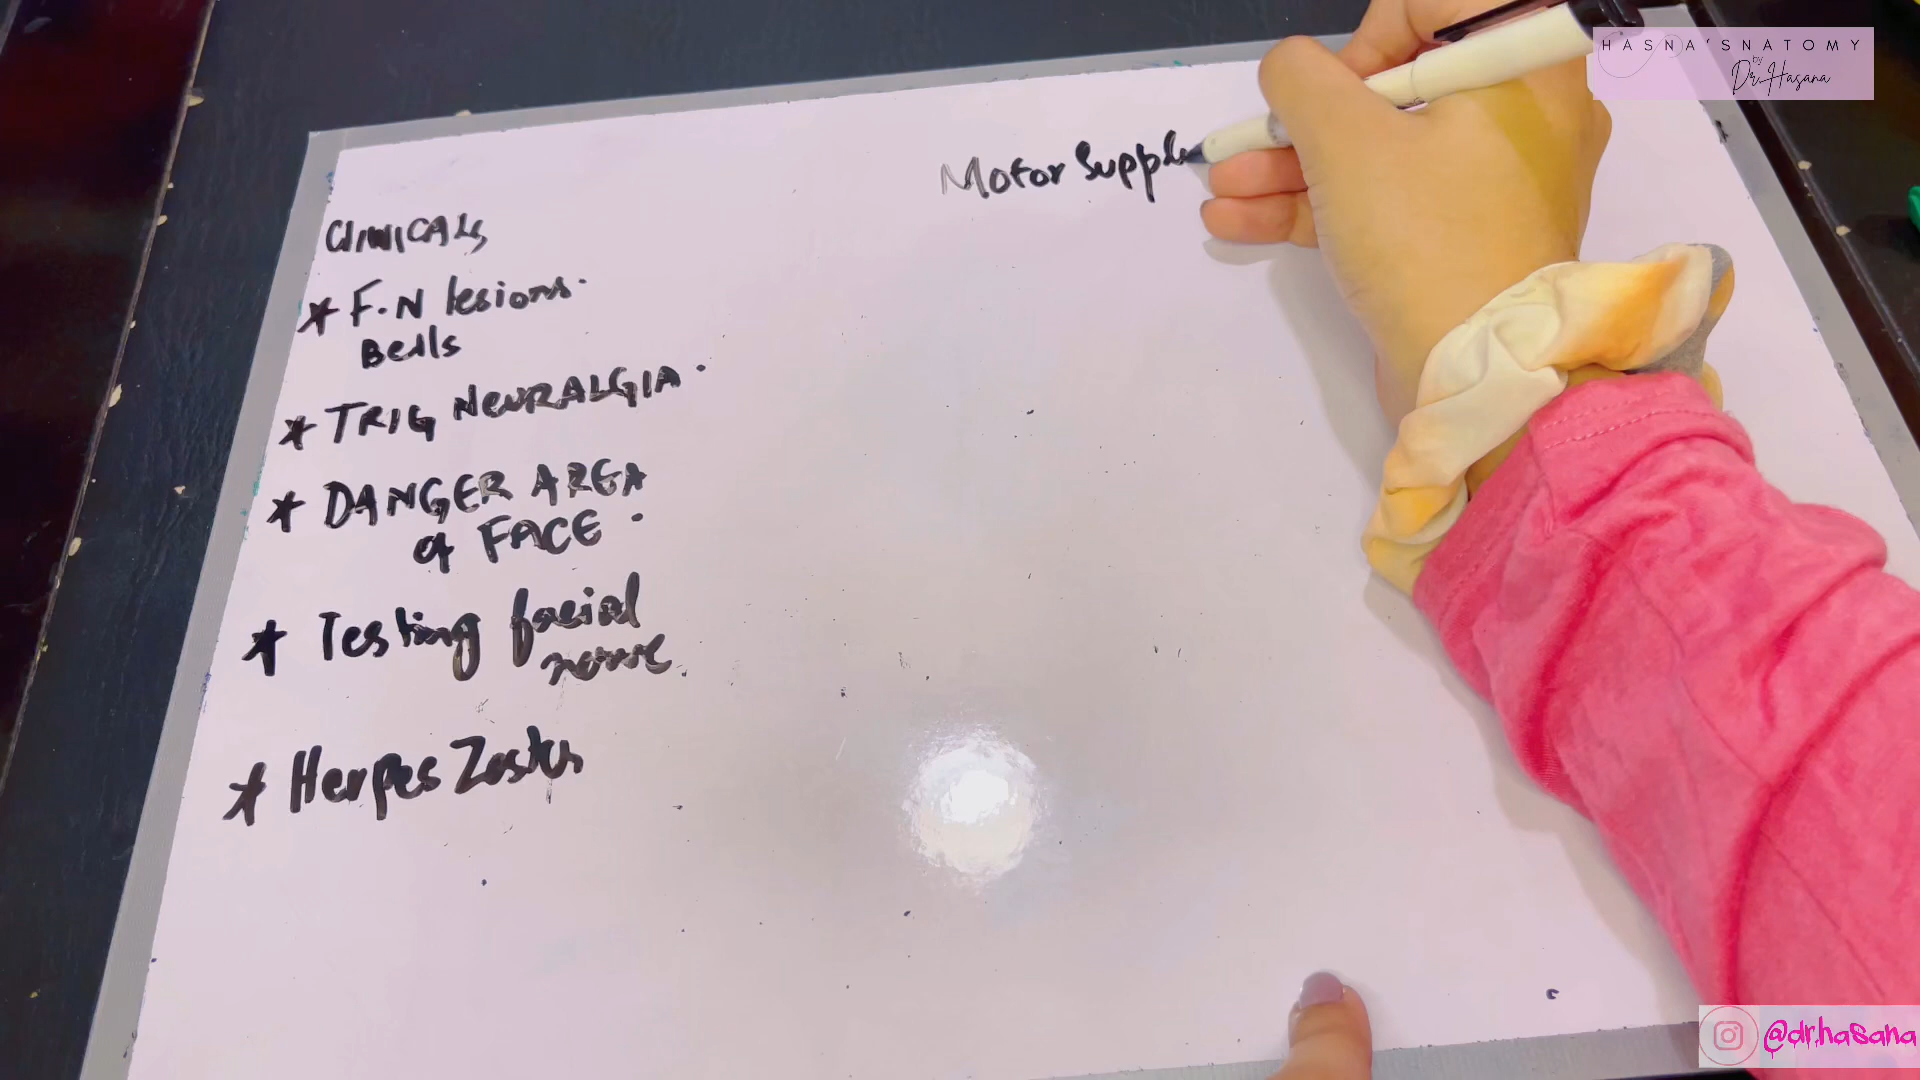 HASNA'SNATOMY
by
Dr.Hasana
Motor Suppl
CliNICALs
* F.N lesions.
Bells
* TRIG NeURALGIA.
* DANGER AREA
of FACE.
* Testing facial
nerve.
* Herpes Zoster
@dr.hasana